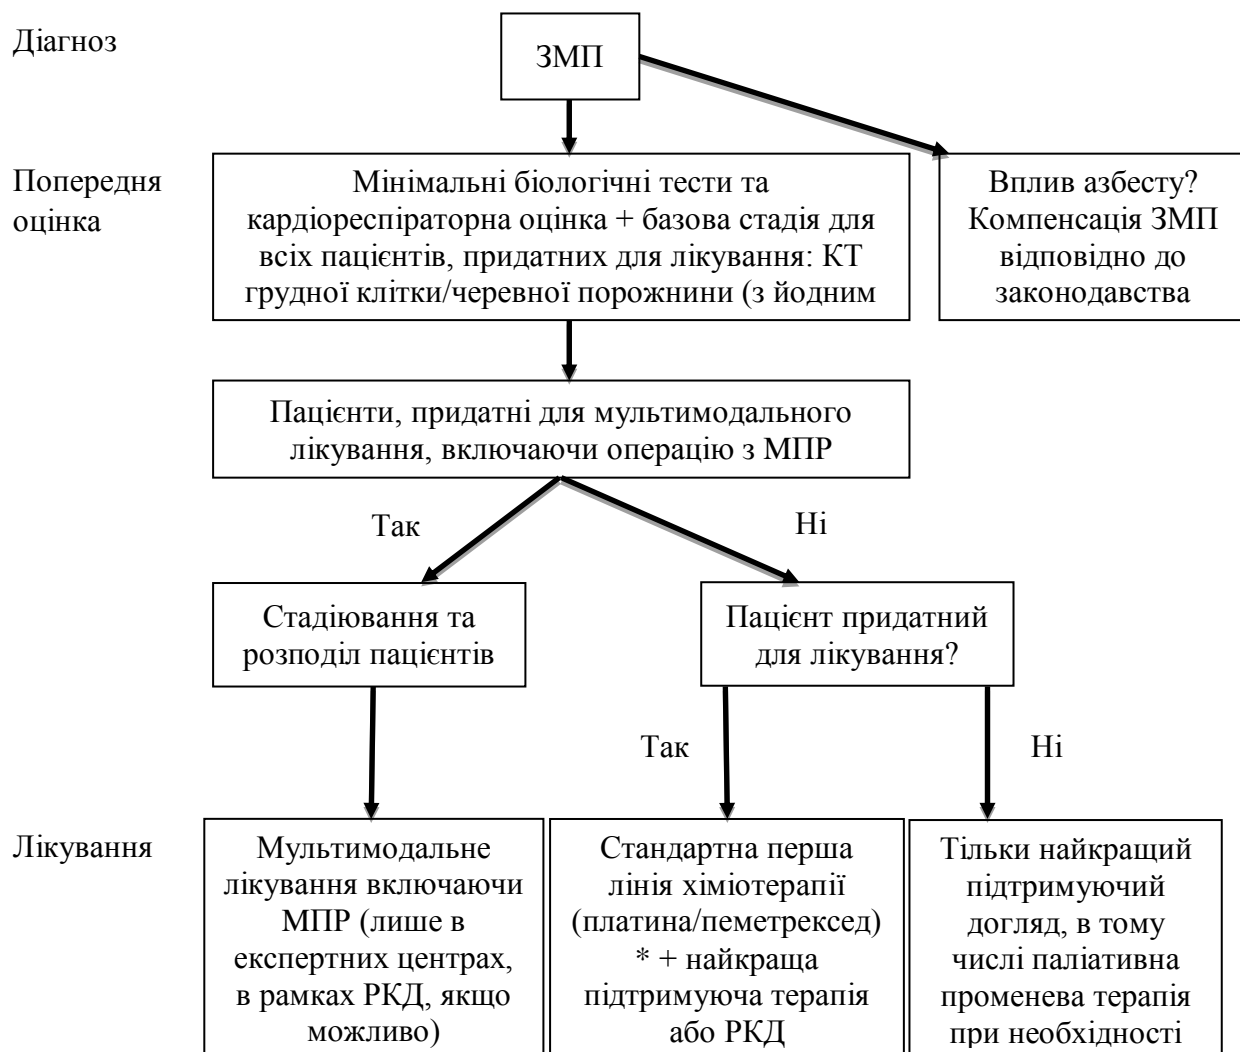 Діагноз
ЗМП
Попередня
оцінка
Мінімальні біологічні тести та
кардіореспіраторна оцінка + базова стадія для
всіх пацієнтів, придатних для лікування: КТ
грудної клітки/черевної порожнини (з йодним
Вплив азбесту?
Компенсація ЗМП
відповідно до
законодавства
Пацієнти, придатні для мультимодального
лікування, включаючи операцію з МПР
Так
Ні
Стадіювання та
розподіл пацієнтів
Пацієнт придатний
для лікування?
Так
Ні
Лікування
Мультимодальне
лікування включаючи
МПР (лише в
експертних центрах,
в рамках РКД, якщо
можливо)
Стандартна перша
лінія хіміотерапії
(платина/пеметрексед)
* + найкраща
підтримуюча терапія
або РКД
Тільки найкращий
підтримуючий
догляд, в тому
числі паліативна
променева терапія
при необхідності